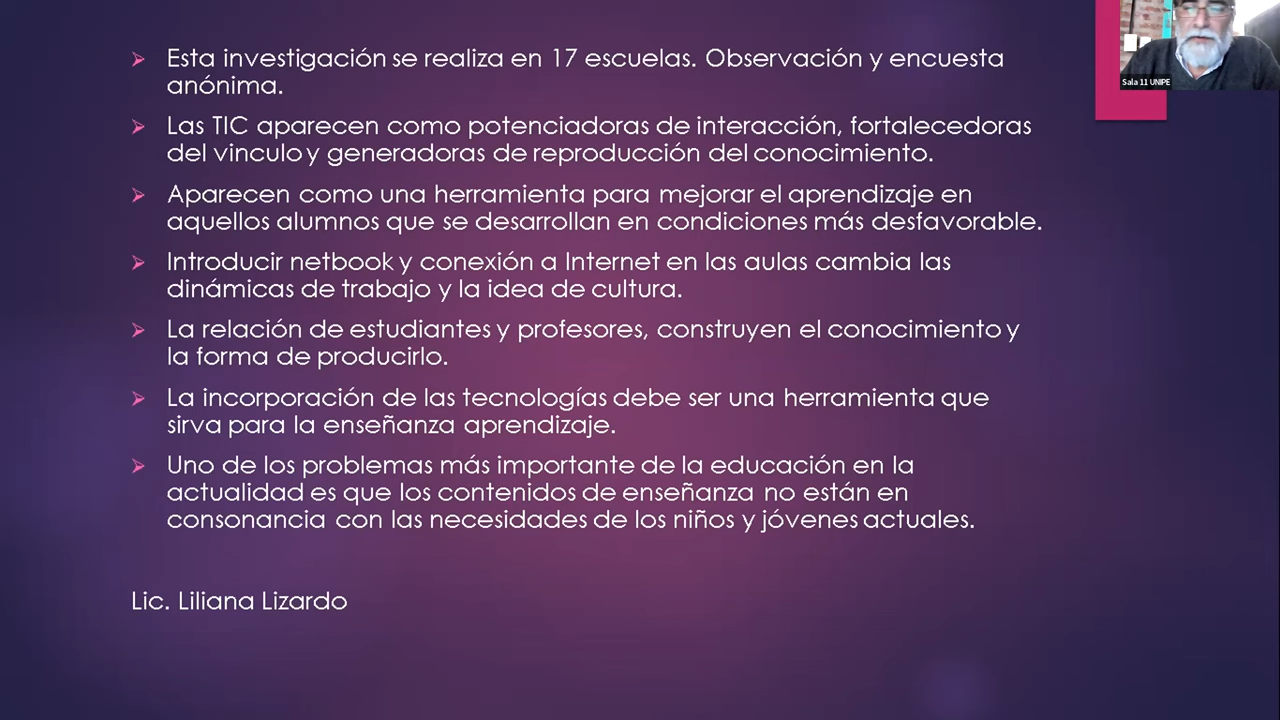 Esta investigación se realiza en 17 escuelas. Observación y encuesta
anónima.
Las TIC aparecen como potenciadoras de interacción, fortalecedoras
del vinculo y generadoras de reproducción del conocimiento.
Aparecen como una herramienta para mejorar el aprendizaje en
aquellos alumnos que se desarrollan en condiciones más desfavorable.
Introducir netbook y conexión a Internet en las aulas cambia las
dinámicas de trabajo y la idea de cultura.
La relación de estudiantes y profesores, construyen el conocimiento y
la forma de producirlo.
La incorporación de las tecnologías debe ser una herramienta que
sirva para la enseñanza aprendizaje.
Uno de los problemas más importante de la educación en la
actualidad es que los contenidos de enseñanza no están en
consonancia con las necesidades de los niños y jóvenes actuales.
Lic. Liliana Lizardo
Sala 11 UNIPE